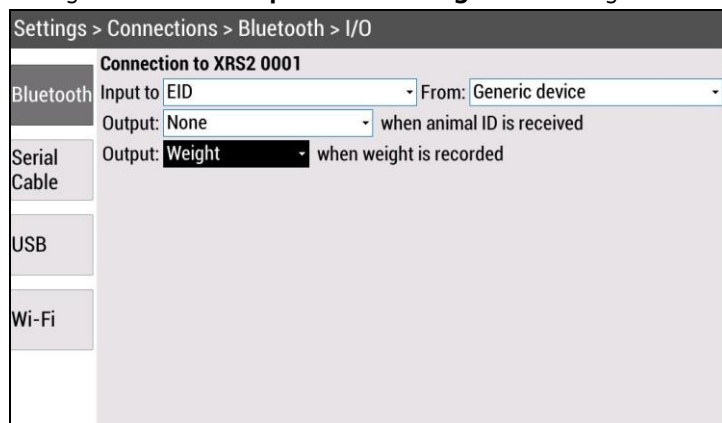 Settings > Connections > Bluetooth > I/O
Connection to XRS2 0001
Bluetooth
Input to EID From: Generic device
Output: None when animal ID is received
Serial
Cable
Output: Weight when weight is recorded
USB
Wi-Fi